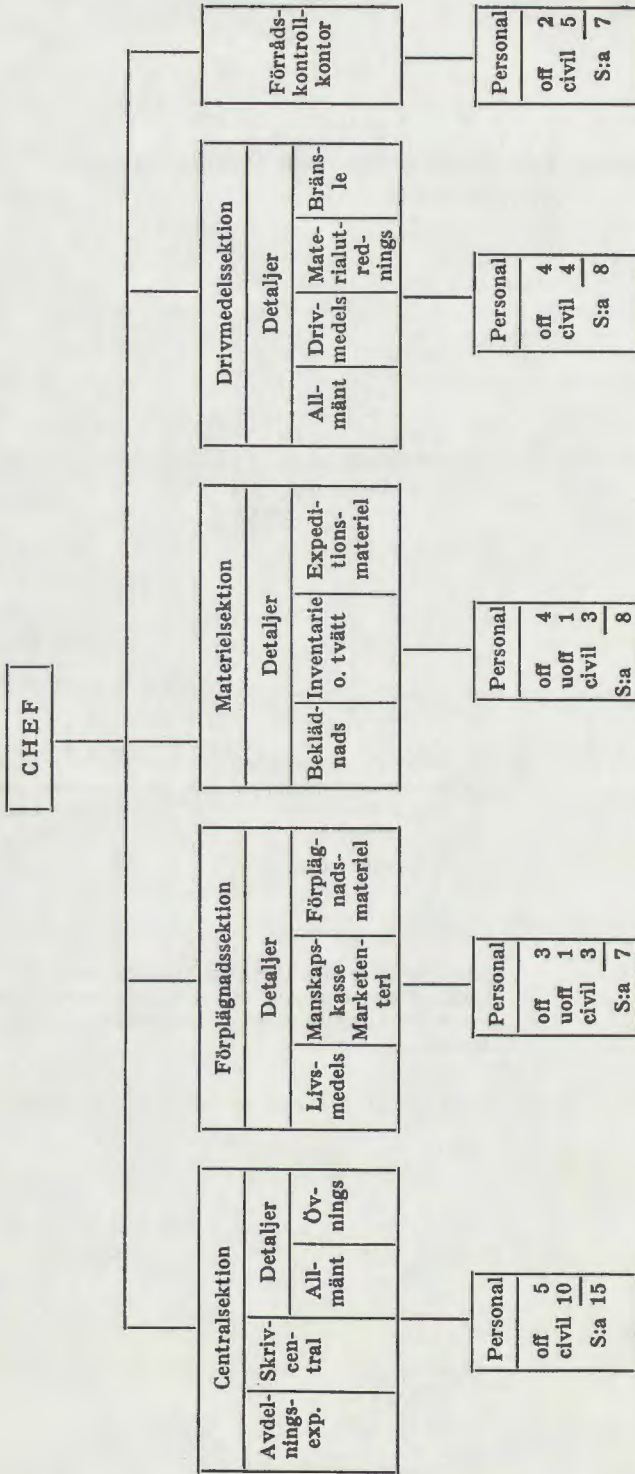 CHEF
Centralsektion
Avdel-
nings-
exp.
Skriv-
cen-
tral
Detaljer
All-
mänt
Öv-
nings
Personal
off 5
civil 10
S:a 15
Förplägnadssektion
Detaljer
Livs-
medels
Manskaps-
kasse
Marketen-
teri
Förpläg-
nads-
materiel
Personal
off 3
uoff 1
civil 3
S:a 7
Materielsektion
Detaljer
Bekläd-
nads
Inventarie
o. tvätt
Expedi-
tions-
materiel
Personal
off 4
uoff 1
civil 3
S:a 8
Drivmedelssektion
Detaljer
All-
mänt
Driv-
medels
Mate-
rialut-
red-
nings
Bräns-
le
Personal
off 4
civil 4
S:a 8
Förråds-
kontroll-
kontor
Personal
off 2
civil 5
S:a 7